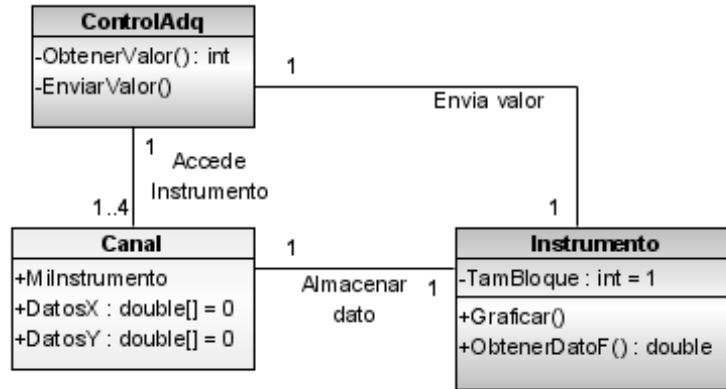 ControlAdq
-ObtenerValor() : int
-EnviarValor()
1
Envia valor
1
1
Accede
Instrumento
1..4
Canal
+MiInstrumento
+DatosX : double[] = 0
+DatosY : double[] = 0
1
Almacenar
dato
1
Instrumento
-TamBloque : int = 1
+Graficar()
+ObtenerDatoF() : double